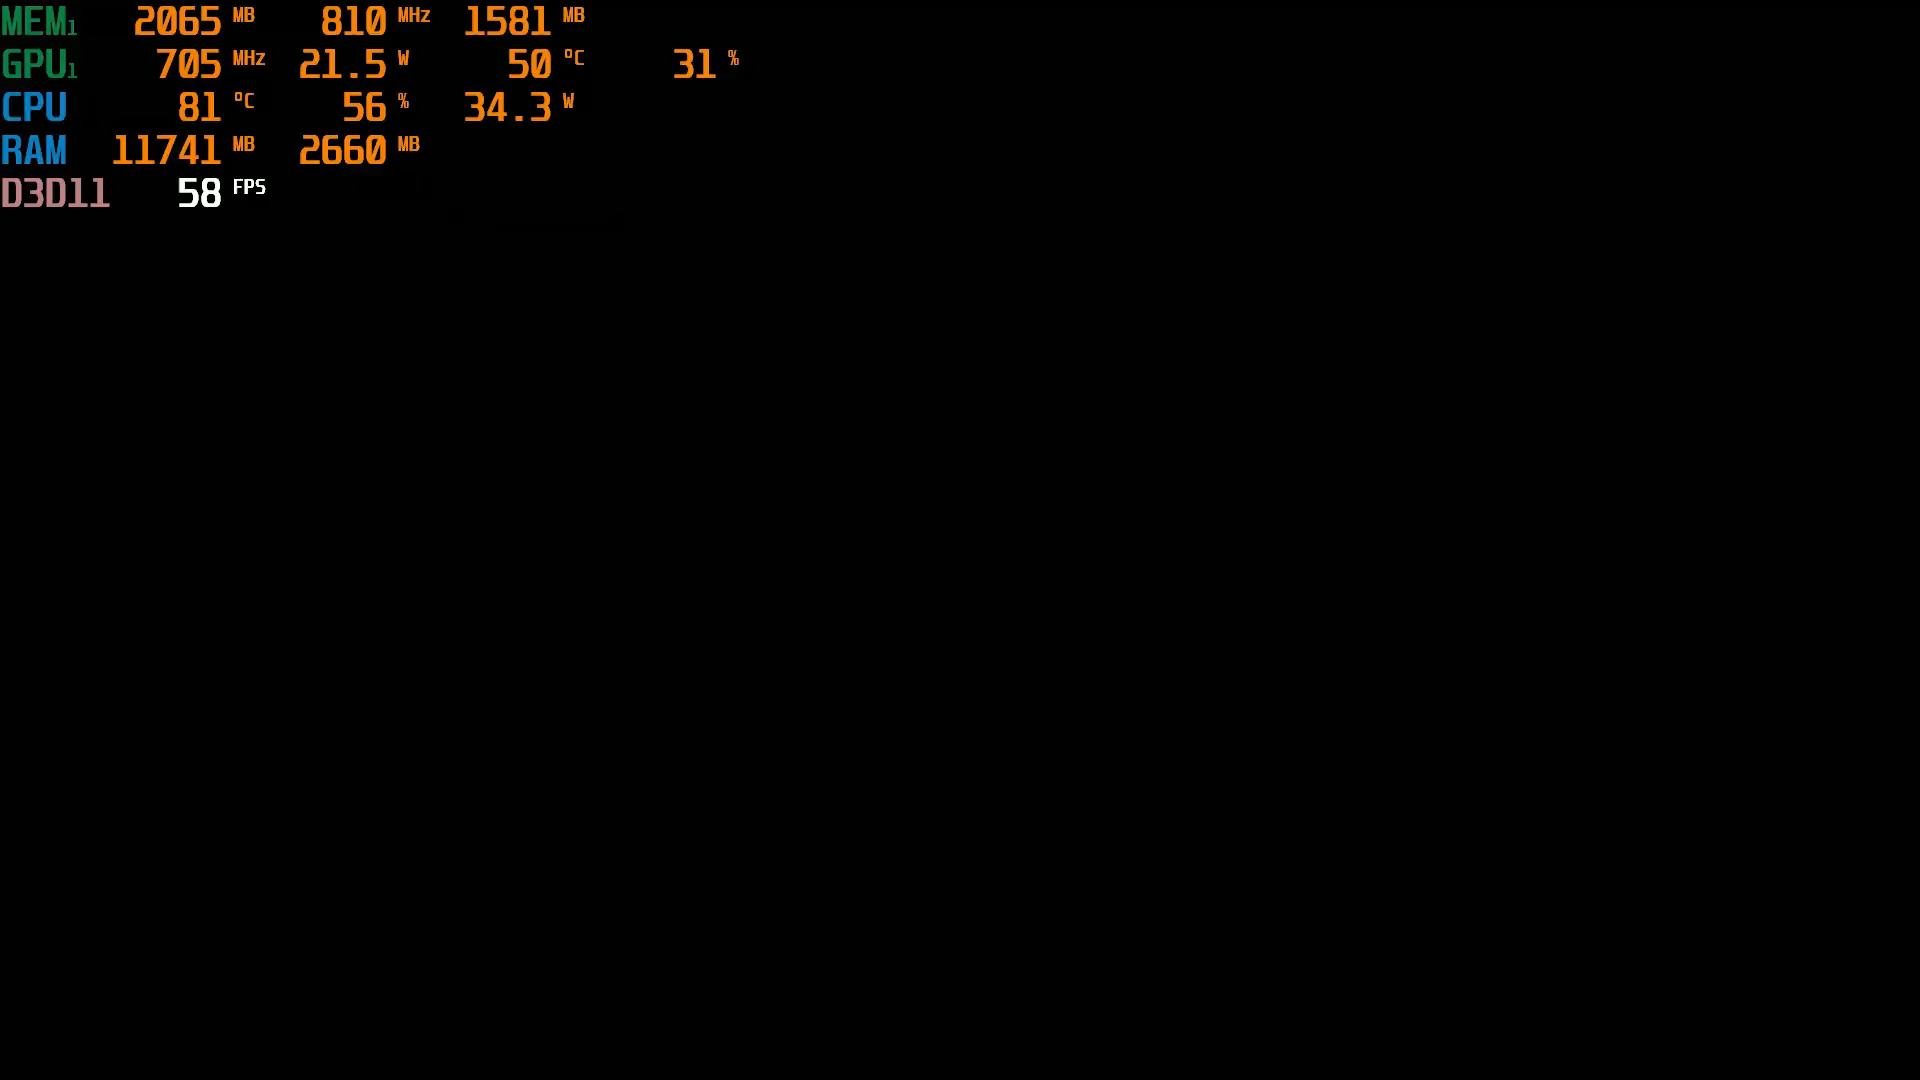 MEM1 2065 MB 810 MHz 1581 MB
GPU1 705 MHz 21.5 W 50 °C 31 %
CPU 81 °C 56 % 34.3 W
RAM 11741 MB 2660 MB
D3D11 58 FPS